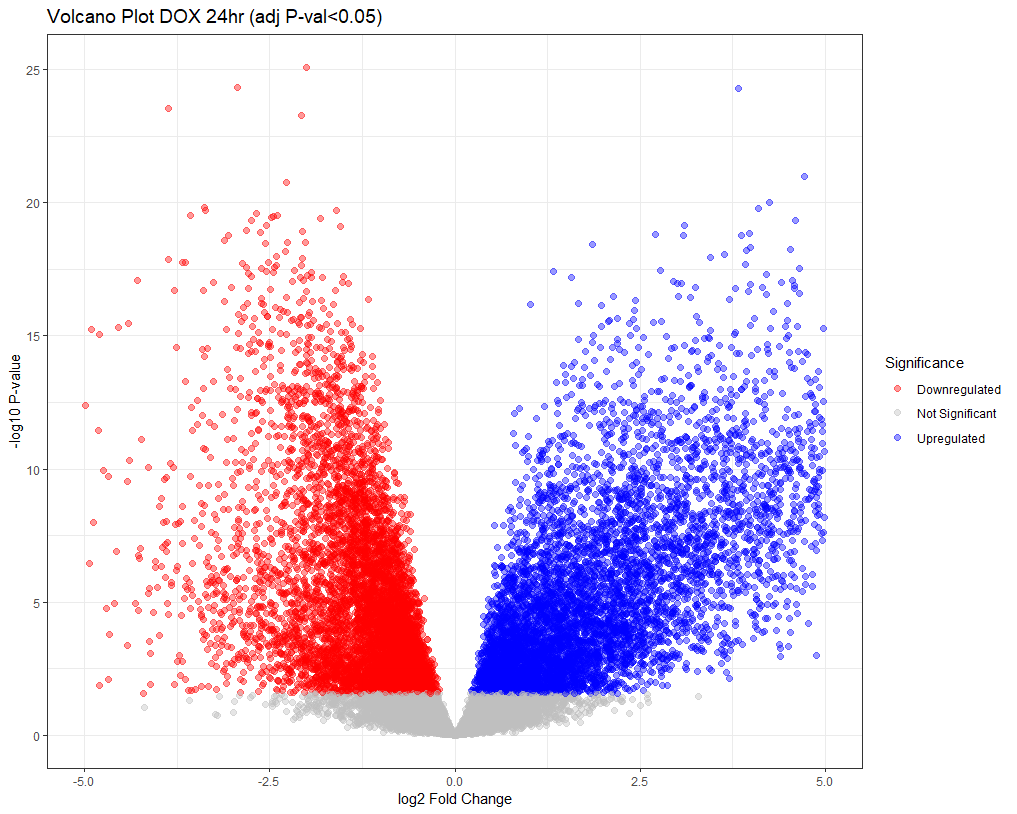 Volcano Plot DOX 24hr (adj P-val<0.05)
25
20
15
10
5
0
-log10 P-value
-5.0
-2.5
0.0
2.5
5.0
log2 Fold Change
Significance
Downregulated
Not Significant
Upregulated